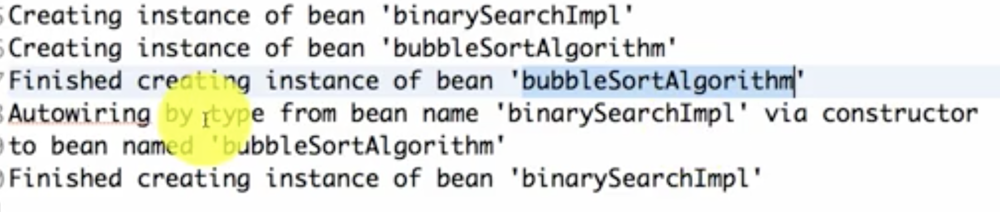 Creating instance of bean 'binarySearchImpl'
Creating instance of bean 'bubbleSortAlgorithm'
Finished creating instance of bean 'bubbleSortAlgorithm'
Autowiring by type from bean name 'binarySearchImpl' via constructor
to bean named 'bubbleSortAlgorithm'
Finished creating instance of bean 'binarySearchImpl'